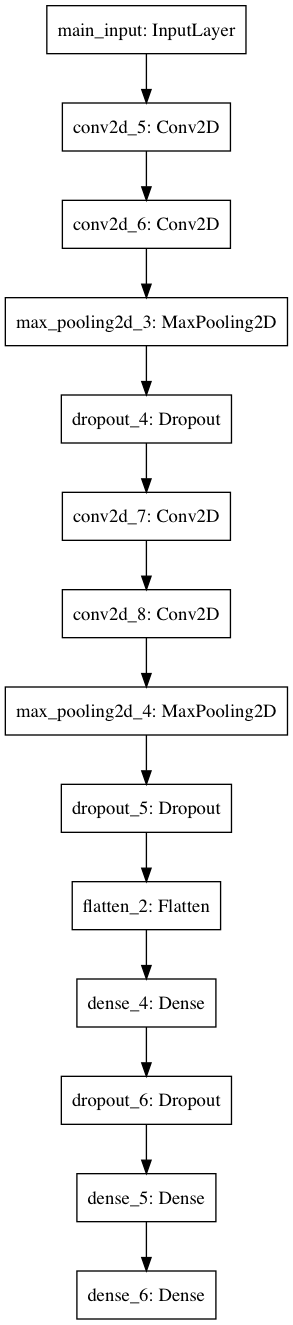 main_input: InputLayer
conv2d_5: Conv2D
conv2d_6: Conv2D
max_pooling2d_3: MaxPooling2D
dropout_4: Dropout
conv2d_7: Conv2D
conv2d_8: Conv2D
max_pooling2d_4: MaxPooling2D
dropout_5: Dropout
flatten_2: Flatten
dense_4: Dense
dropout_6: Dropout
dense_5: Dense
dense_6: Dense